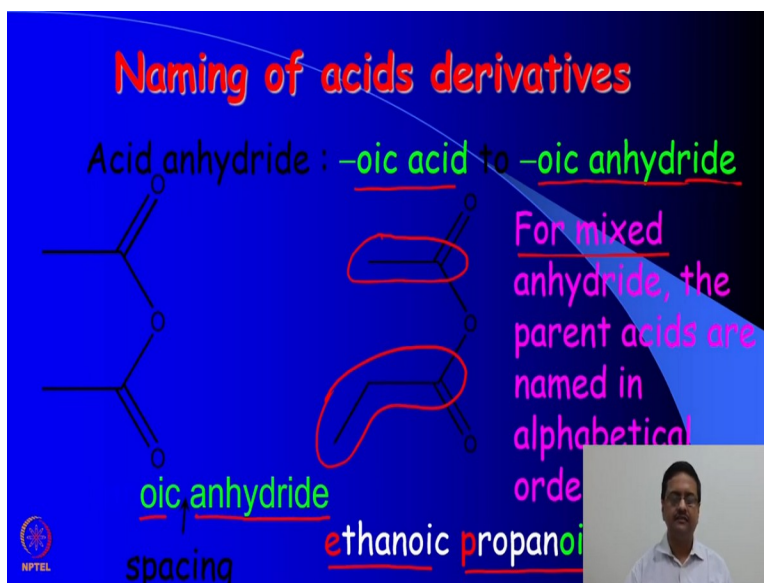 Naming of acids derivatives
Acid anhydride : –oic acid to –oic anhydride
O
O
O
O
O
O
For mixed
anhydride, the
parent acids are
named in
alphabetical
orde
oic anhydride
spacing
ethanoic propanoi
NPTEL